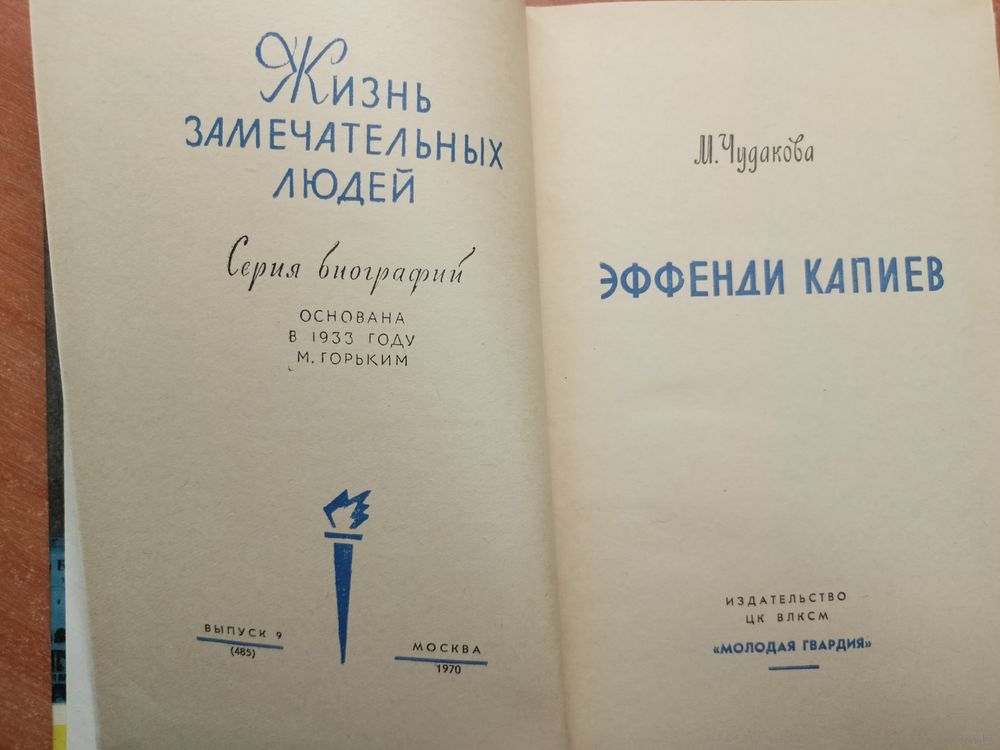 Жизнь
ЗАМЕЧАТЕЛЬНЫХ
ЛЮДЕЙ
Серия биографий
ОСНОВАНА
В 1933 ГОДУ
М. ГОРЬКИМ
ВЫПУСК 9
(485)
МОСКВА
1970
М. Чудакова
ЭФФЕНДИ КАПИЕВ
ИЗДАТЕЛЬСТВО
ЦК ВЛКСМ
«МОЛОДАЯ ГВАРДИЯ»